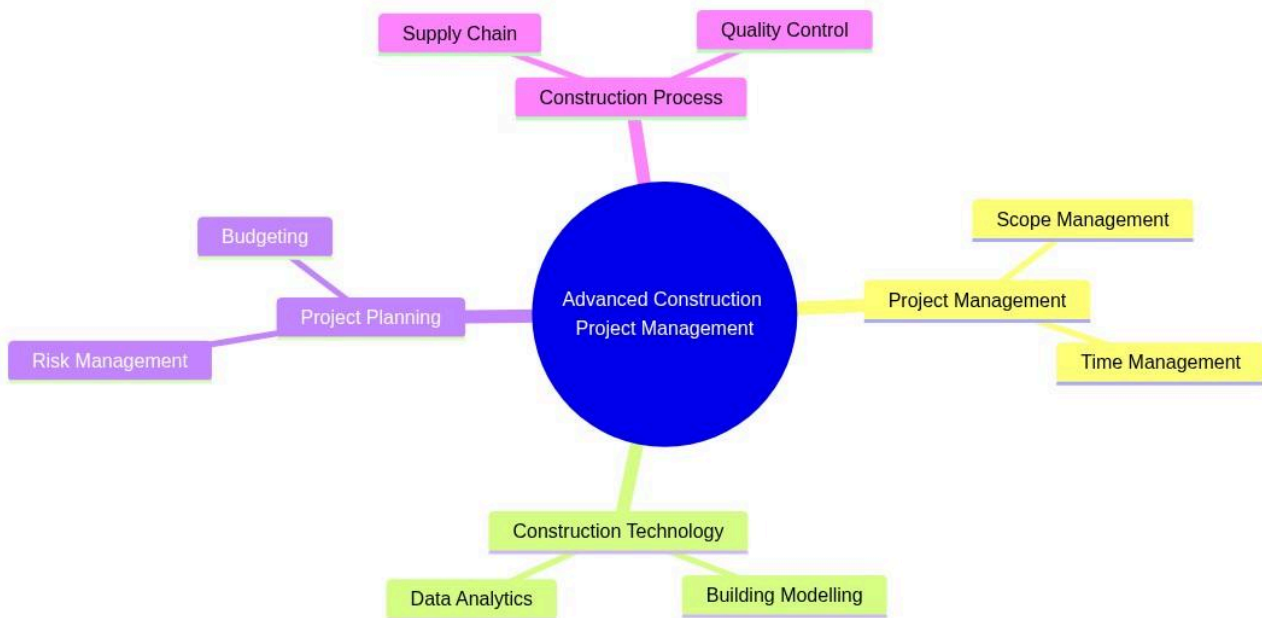 Supply Chain
Quality Control
Construction Process
Budgeting
Project Planning
Risk Management
Advanced Construction
Project Management
Scope Management
Project Management
Time Management
Construction Technology
Data Analytics
Building Modelling